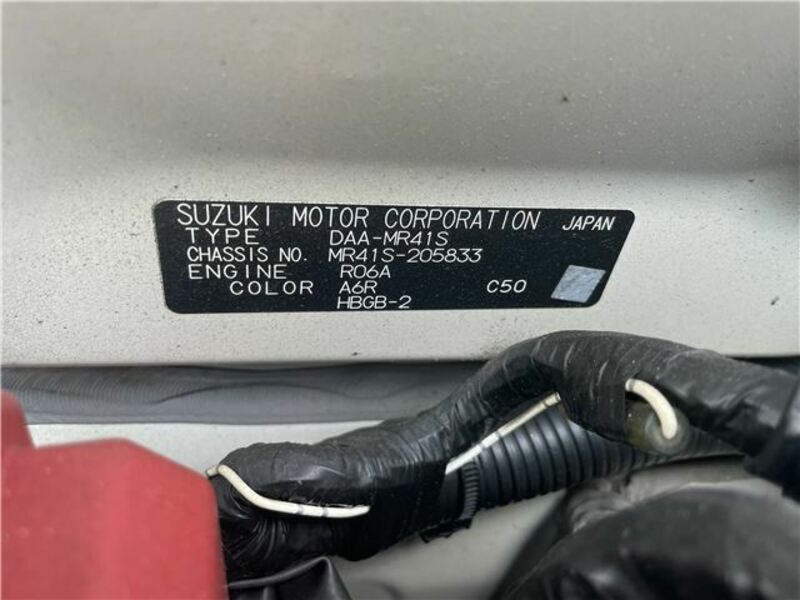 SUZUKI MOTOR CORPORATION JAPAN
TYPE DAA-MR41S
CHASSIS NO. MR41S-205833
ENGINE R06A
COLOR A6R C50
HBGB-2